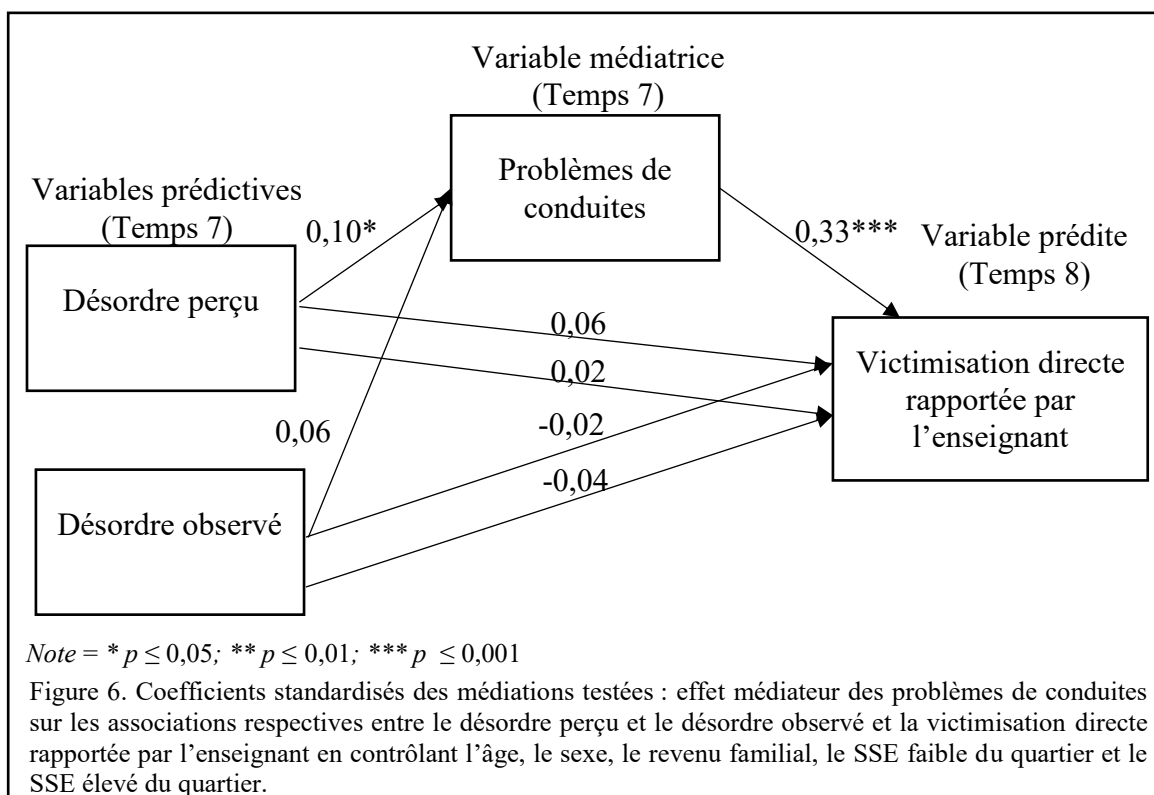 Variable médiatrice
(Temps 7)
Problèmes de
conduites
Variables prédictives
(Temps 7)
0,10*
0,33***
Variable prédite
(Temps 8)
Désordre perçu
0,06
0,02
Victimisation directe
rapportée par
l’enseignant
0,06
-0,02
-0,04
Désordre observé
Note = * p ≤ 0,05; ** p ≤ 0,01; *** p ≤ 0,001
Figure 6. Coefficients standardisés des médiations testées : effet médiateur des problèmes de conduites
sur les associations respectives entre le désordre perçu et le désordre observé et la victimisation directe
rapportée par l’enseignant en contrôlant l’âge, le sexe, le revenu familial, le SSE faible du quartier et le
SSE élevé du quartier.